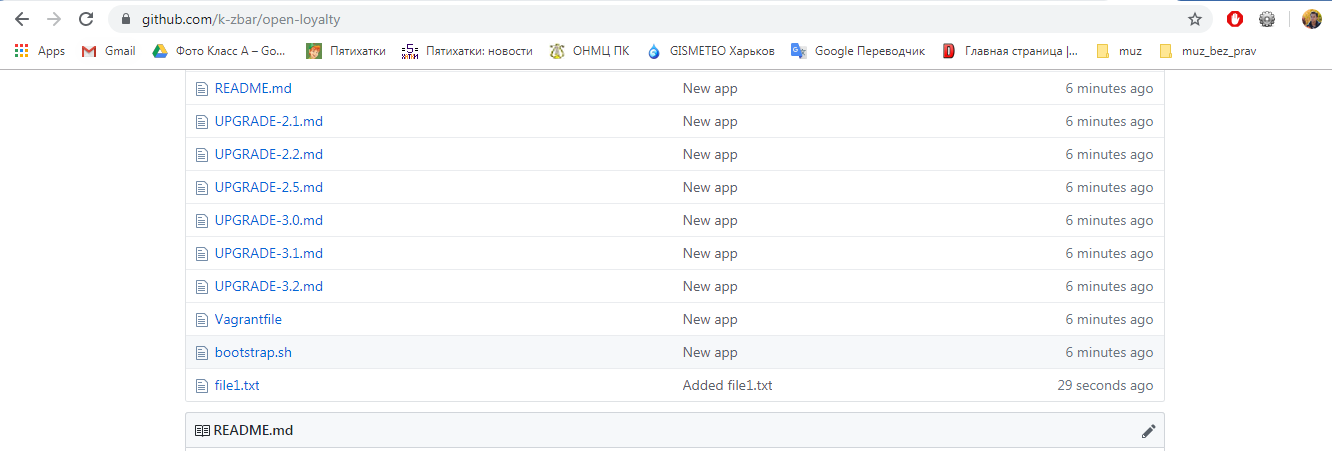 github.com/k-zbar/open-loyalty
Apps Gmail Фото Класс А – Go... Пятихатки Пятихатки: новости ОНМЦ ПК GISMETEO Харьков Google Переводчик Главная страница |... muz muz_bez_prav
README.md New app 6 minutes ago
UPGRADE-2.1.md New app 6 minutes ago
UPGRADE-2.2.md New app 6 minutes ago
UPGRADE-2.5.md New app 6 minutes ago
UPGRADE-3.0.md New app 6 minutes ago
UPGRADE-3.1.md New app 6 minutes ago
UPGRADE-3.2.md New app 6 minutes ago
Vagrantfile New app 6 minutes ago
bootstrap.sh New app 6 minutes ago
file1.txt Added file1.txt 29 seconds ago
README.md